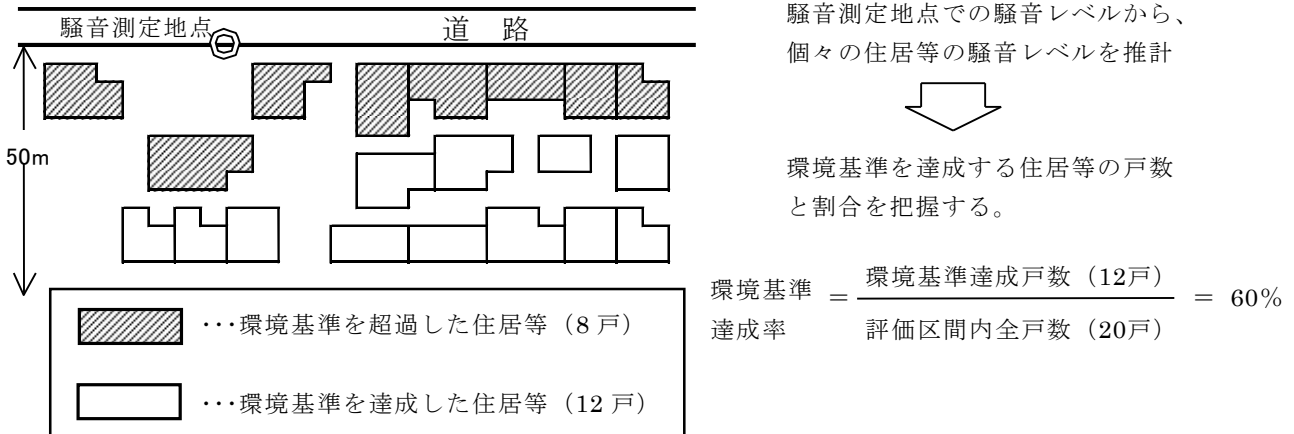 騒音測定地点
道　路
50m
･･･環境基準を超過した住居等（8 戸）
･･･環境基準を達成した住居等（12 戸）
騒音測定地点での騒音レベルから、
個々の住居等の騒音レベルを推計
環境基準を達成する住居等の戸数
と割合を把握する。
環境基準
達成率
=
環境基準達成戸数（12戸）
評価区間内全戸数（20戸）
= 60%